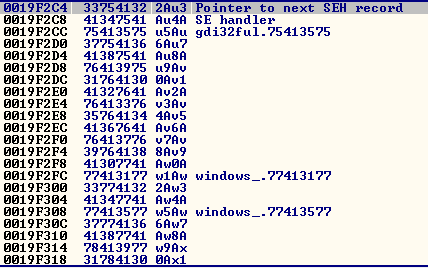 0019F2C4 33754132 2Au3 Pointer to next SEH record
0019F2C8 41347541 Au4A SE handler
0019F2CC 75413575 u5Au gdi32ful.75413575
0019F2D0 37754136 6Au7
0019F2D4 41387541 Au8A
0019F2D8 76413975 u9Av
0019F2DC 31764130 0Av1
0019F2E0 41327641 Av2A
0019F2E4 76413376 v3Av
0019F2E8 35764134 4Av5
0019F2EC 41367641 Av6A
0019F2F0 76413776 v7Av
0019F2F4 39764138 8Av9
0019F2F8 41307741 Aw0A
0019F2FC 77413177 w1Aw windows_.77413177
0019F300 33774132 2Aw3
0019F304 41347741 Aw4A
0019F308 77413577 w5Aw windows_.77413577
0019F30C 37774136 6Aw7
0019F310 41387741 Aw8A
0019F314 78413977 w9Ax
0019F318 31784130 0Ax1